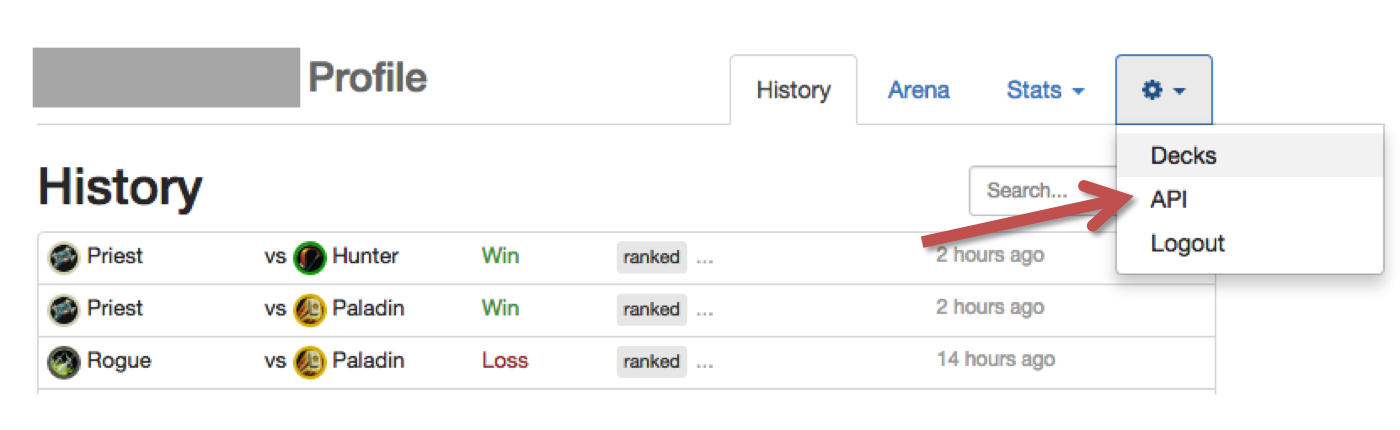 Profile
History Arena Stats
Decks
API
Logout
History
Search...
Priest vs Hunter Win ranked ... 2 hours ago
Priest vs Paladin Win ranked ... 2 hours ago
Rogue vs Paladin Loss ranked ... 14 hours ago